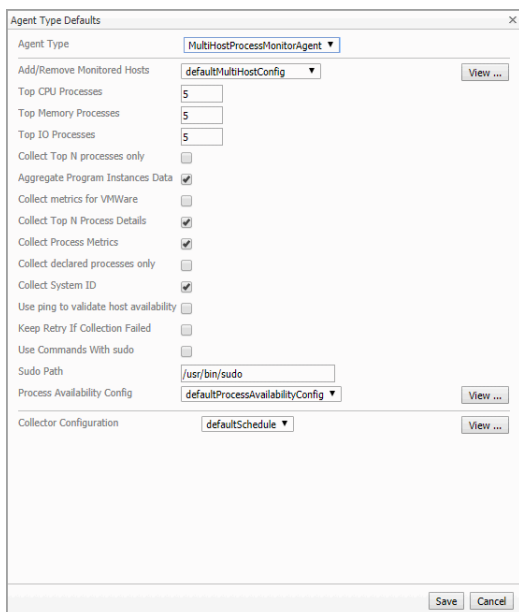 Agent Type Defaults
Agent Type MultiHostProcessMonitorAgent
Add/Remove Monitored Hosts defaultMultiHostConfig View ...
Top CPU Processes 5
Top Memory Processes 5
Top IO Processes 5
Collect Top N processes only
Aggregate Program Instances Data
Collect metrics for VMWare
Collect Top N Process Details
Collect Process Metrics
Collect declared processes only
Collect System ID
Use ping to validate host availability
Keep Retry If Collection Failed
Use Commands With sudo
Sudo Path /usr/bin/sudo
Process Availability Config defaultProcessAvailabilityConfig View ...
Collector Configuration defaultSchedule View ...
Save Cancel